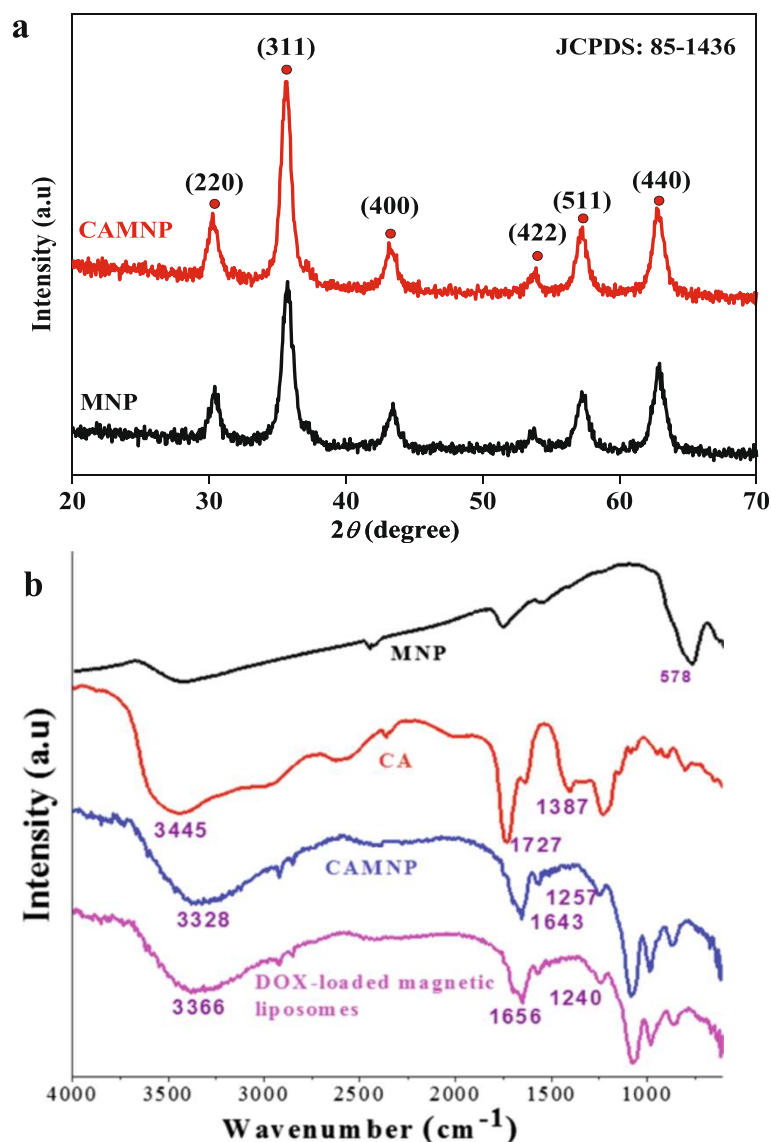 a
JCPDS: 85-1436
(311)
(220)
(400)
(422)
(511)
(440)
CAMNP
MNP
Intensity (a.u)
20 30 40 50 60 70
2θ (degree)
b
MNP
578
CA
3445
1727
1387
CAMNP
3328
1643
1257
DOX-loaded magnetic
liposomes
3366
1656
1240
Intensity (a.u)
4000 3500 3000 2500 2000 1500 1000
Wavenumber (cm⁻¹)